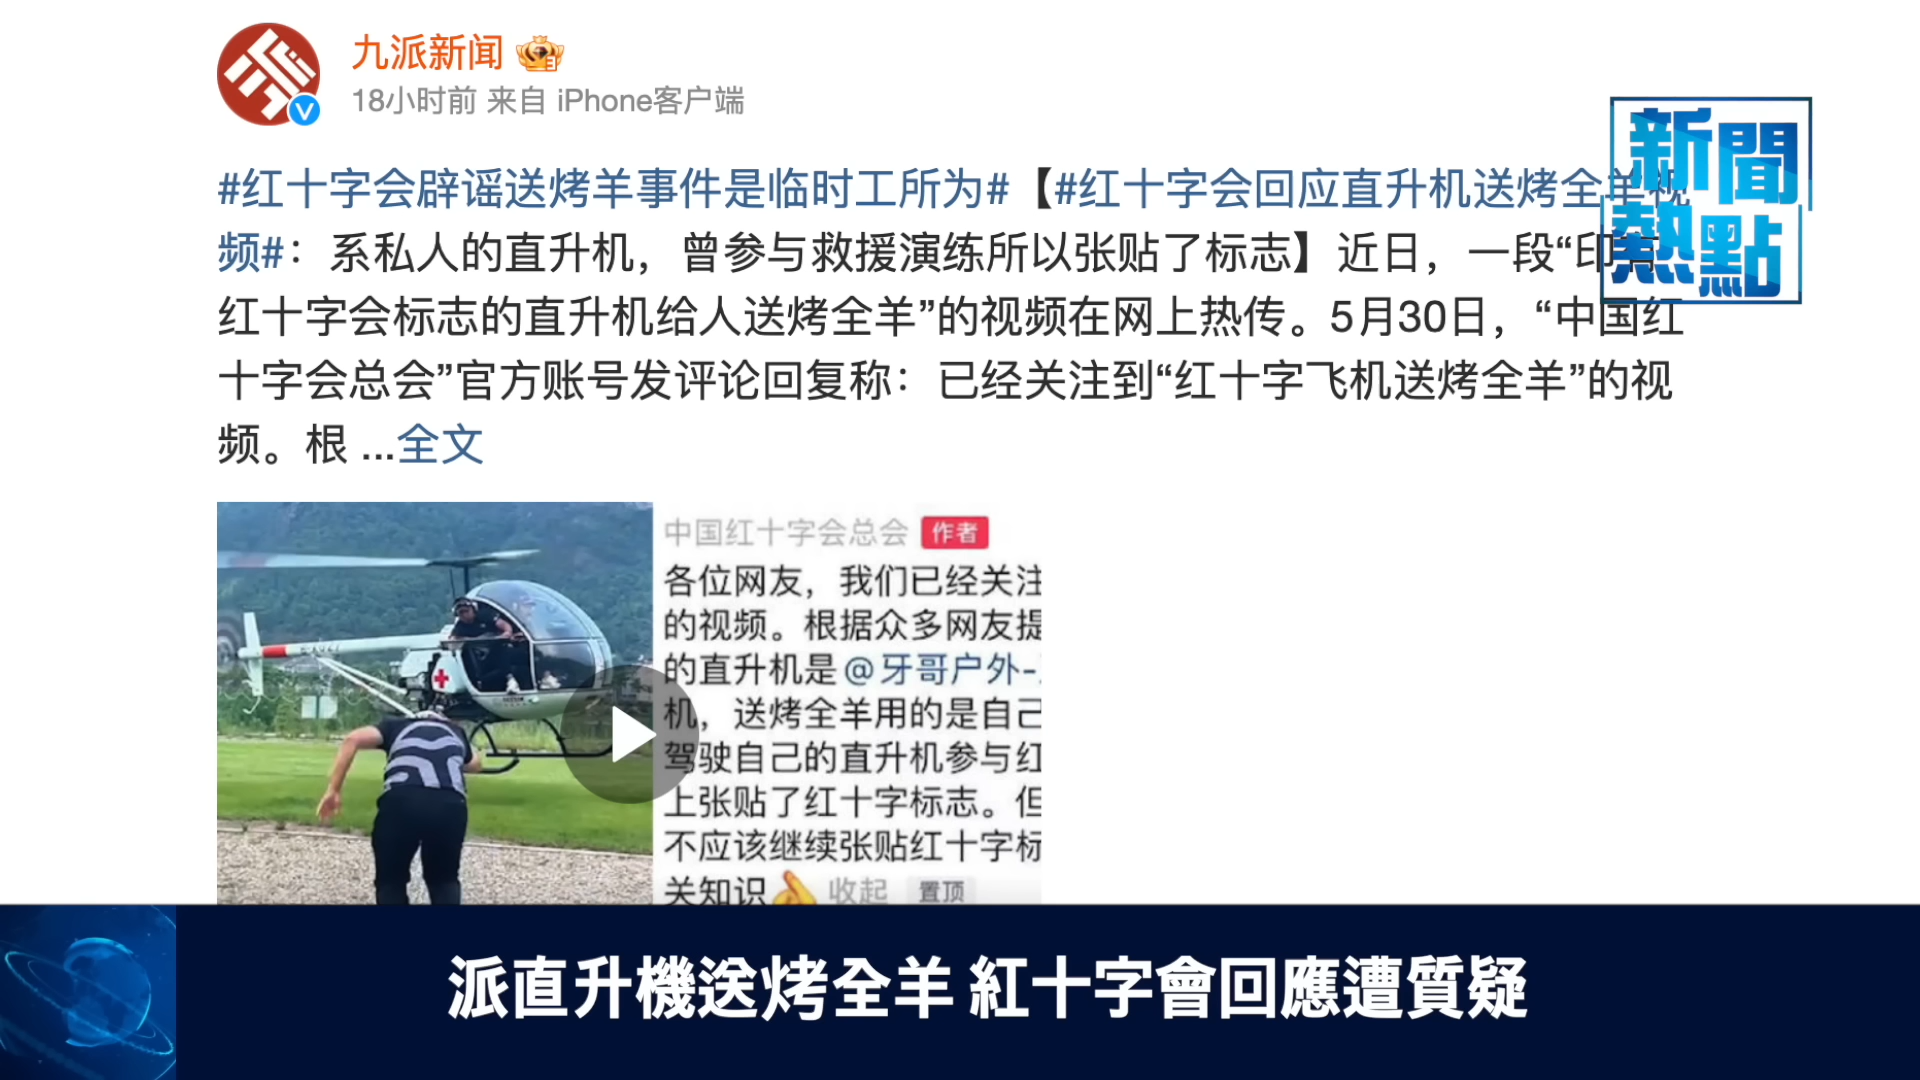 九派新闻
18小时前 来自 iPhone客户端
#红十字会辟谣送烤羊事件是临时工所为#【#红十字会回应直升机送烤全羊视
频#：系私人的直升机，曾参与救援演练所以张贴了标志】近日，一段“印有
红十字会标志的直升机给人送烤全羊”的视频在网上热传。5月30日，“中国红
十字会总会”官方账号发评论回复称：已经关注到“红十字飞机送烤全羊”的视
频。根 ...全文
新聞
熱點
中国红十字会总会 作者
各位网友，我们已经关注
的视频。根据众多网友提
的直升机是@牙哥户外-
机，送烤全羊用的是自己
驾驶自己的直升机参与红
上张贴了红十字标志。但
不应该继续张贴红十字标
关知识 收起 置顶
派直升機送烤全羊 紅十字會回應遭質疑